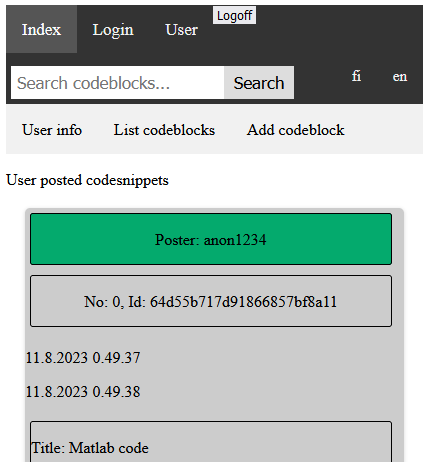 Index Login User Logoff
Search codeblocks... Search fi en
User info List codeblocks Add codeblock
User posted codesnippets
Poster: anon1234
No: 0, Id: 64d55b717d91866857bf8a11
11.8.2023 0.49.37
11.8.2023 0.49.38
Title: Matlab code